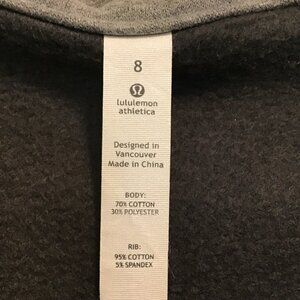 8
lululemon
athletica
Designed in
Vancouver
Made in China
BODY:
70% COTTON
30% POLYESTER
RIB:
95% COTTON
5% SPANDEX